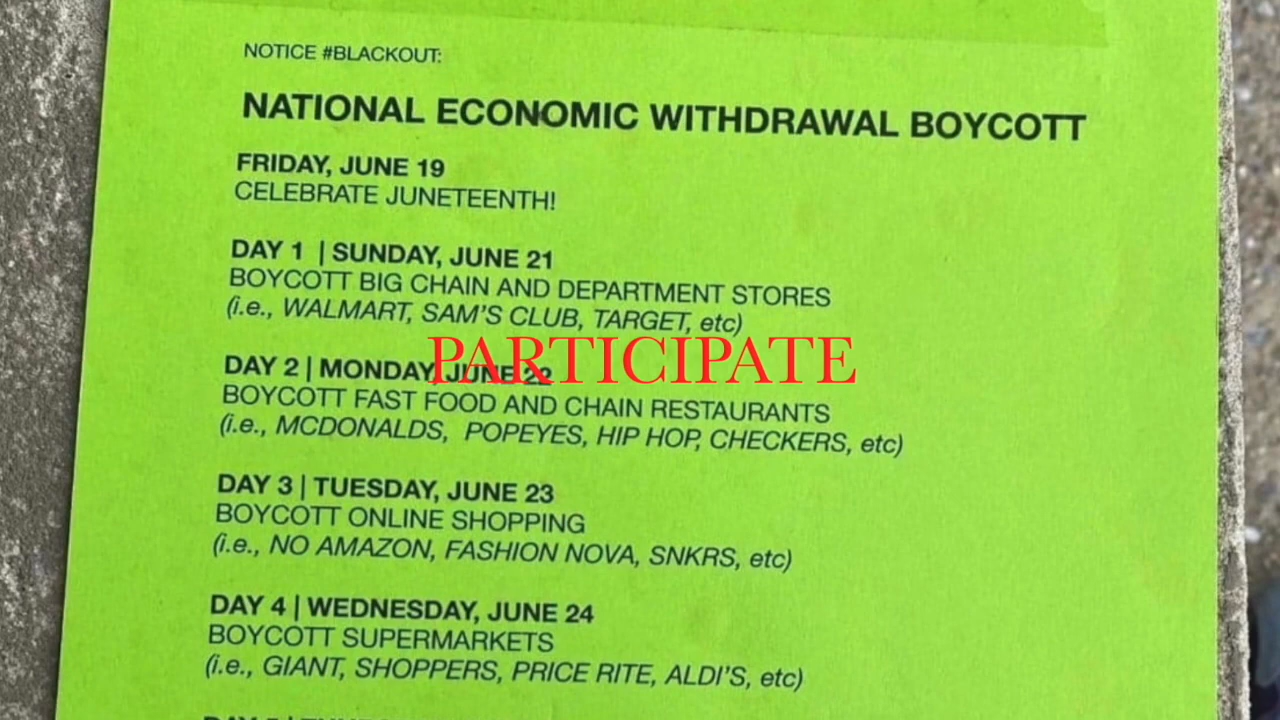 NOTICE #BLACKOUT:
NATIONAL ECONOMIC WITHDRAWAL BOYCOTT
FRIDAY, JUNE 19
CELEBRATE JUNETEENTH!
DAY 1 | SUNDAY, JUNE 21
BOYCOTT BIG CHAIN AND DEPARTMENT STORES
(i.e., WALMART, SAM'S CLUB, TARGET, etc)
PARTICIPATE
DAY 2 | MONDAY, JUNE 22
BOYCOTT FAST FOOD AND CHAIN RESTAURANTS
(i.e., MCDONALDS, POPEYES, HIP HOP, CHECKERS, etc)
DAY 3 | TUESDAY, JUNE 23
BOYCOTT ONLINE SHOPPING
(i.e., NO AMAZON, FASHION NOVA, SNKRS, etc)
DAY 4 | WEDNESDAY, JUNE 24
BOYCOTT SUPERMARKETS
(i.e., GIANT, SHOPPERS, PRICE RITE, ALDI'S, etc)